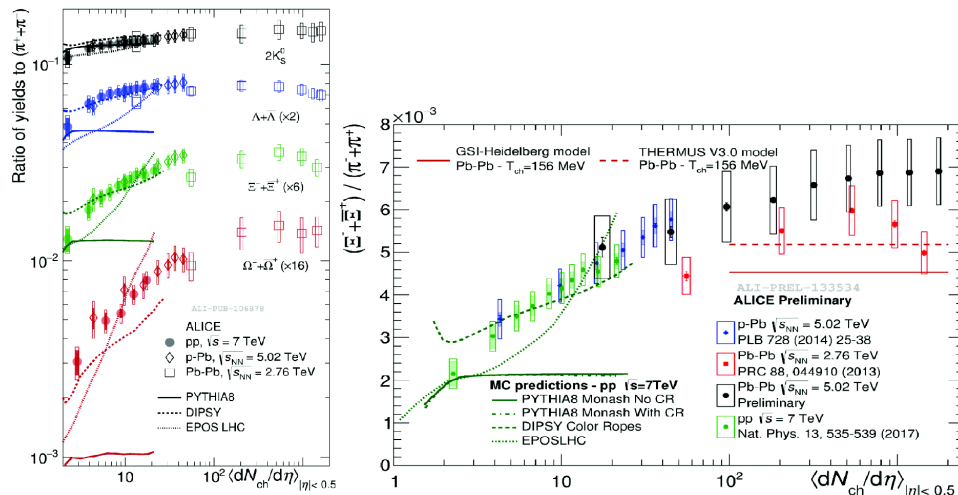 Ratio of yields to (π⁺+π⁻)
10⁻¹
10⁻²
10⁻³
2K⁰S
Λ+Λ̅ (×2)
Ξ⁻+Ξ̅⁺ (×6)
Ω⁻+Ω̅⁺ (×16)
ALI-PUB-106878
ALICE
pp, √s = 7 TeV
p-Pb, √sNN = 5.02 TeV
Pb-Pb, √sNN = 2.76 TeV
PYTHIA8
DIPSY
EPOS LHC
10 10² 10³
⟨dNch/dη⟩|η|< 0.5
×10⁻³
(Ξ⁻+Ξ̅⁺) / (π⁻+π⁺)
8
7
6
5
4
3
2
1
0
GSI-Heidelberg model
Pb-Pb - Tch=156 MeV
THERMUS V3.0 model
Pb-Pb - Tch=156 MeV
ALI-PREL-133534
ALICE Preliminary
p-Pb √sNN = 5.02 TeV
PLB 728 (2014) 25-38
Pb-Pb √sNN = 2.76 TeV
PRC 88, 044910 (2013)
Pb-Pb √sNN = 5.02 TeV
Preliminary
pp √s = 7 TeV
Nat. Phys. 13, 535-539 (2017)
MC predictions - pp √s=7TeV
PYTHIA8 Monash No CR
PYTHIA8 Monash With CR
DIPSY Color Ropes
EPOSLHC
1 10 10² 10³
⟨dNch/dη⟩|η|< 0.5